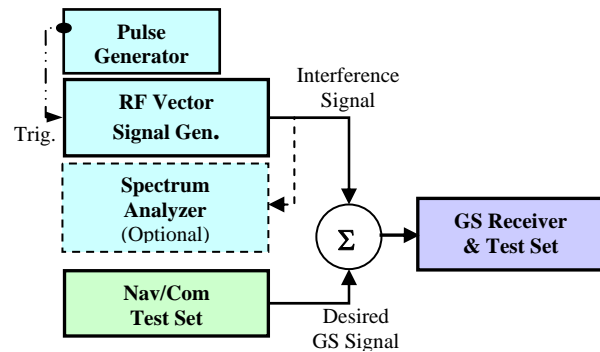 Pulse
Generator
Interference
Signal
RF Vector
Signal Gen.
Trig.
Spectrum
Analyzer
(Optional)
Σ
GS Receiver
& Test Set
Nav/Com
Test Set
Desired
GS Signal